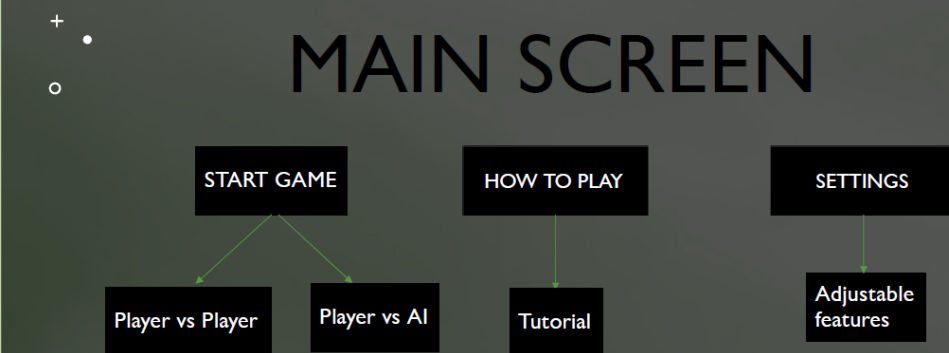 MAIN SCREEN
START GAME
HOW TO PLAY
SETTINGS
Player vs Player
Player vs AI
Tutorial
Adjustable
features